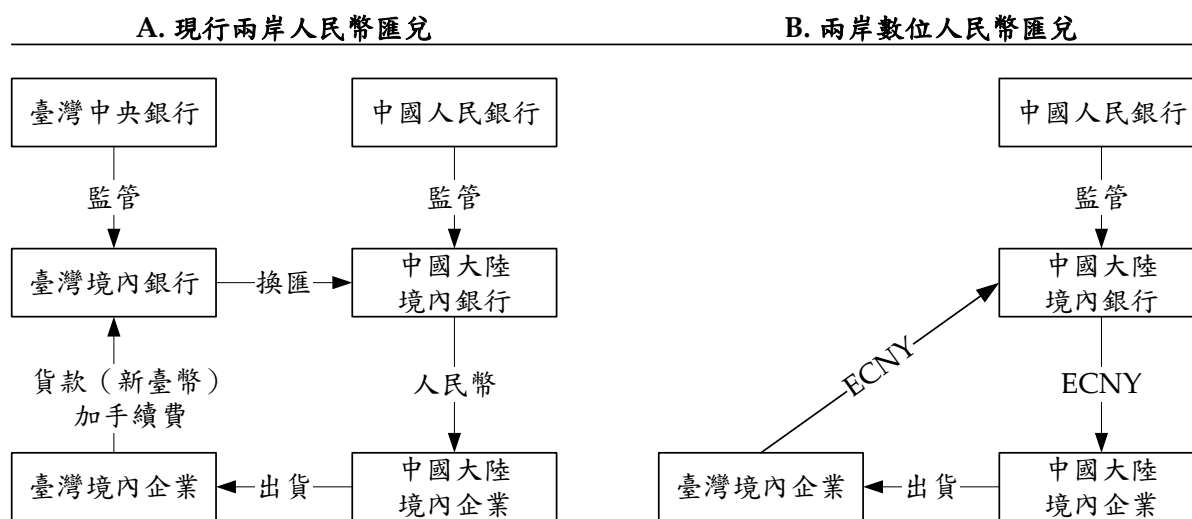 A. 現行兩岸人民幣匯兌
B. 兩岸數位人民幣匯兌
臺灣中央銀行
中國人民銀行
中國人民銀行
監管
監管
監管
臺灣境內銀行
換匯
中國大陸
境內銀行
中國大陸
境內銀行
貨款（新臺幣）
加手續費
人民幣
ECNY
ECNY
臺灣境內企業
出貨
中國大陸
境內企業
臺灣境內企業
出貨
中國大陸
境內企業